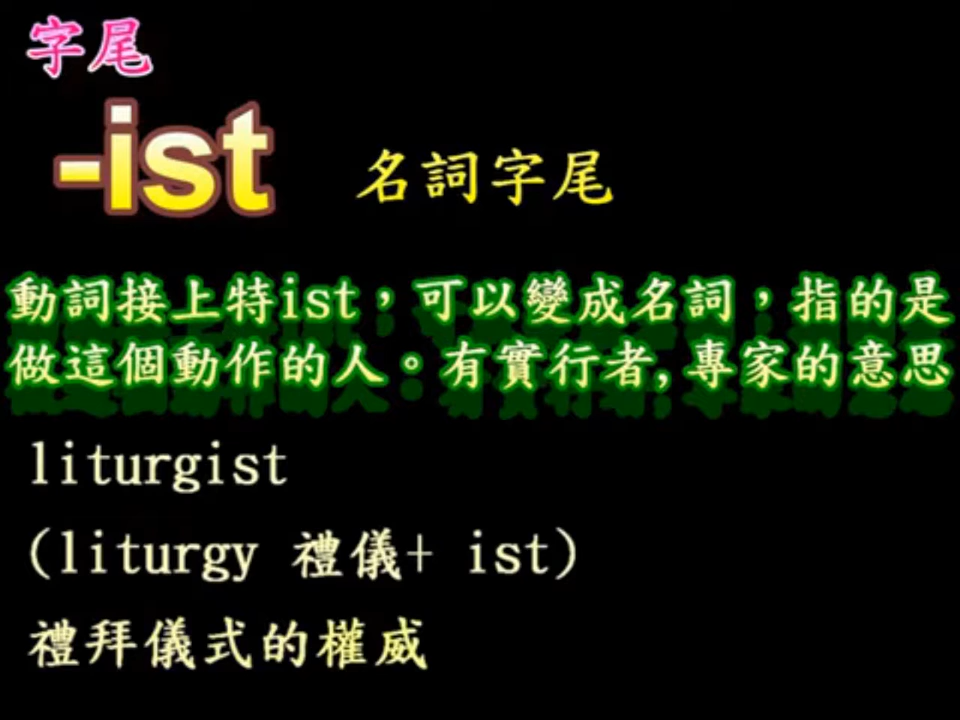 字尾
-ist 名詞字尾
動詞接上特ist，可以變成名詞，指的是
做這個動作的人。有實行者,專家的意思
liturgist
(liturgy 禮儀+ ist)
禮拜儀式的權威